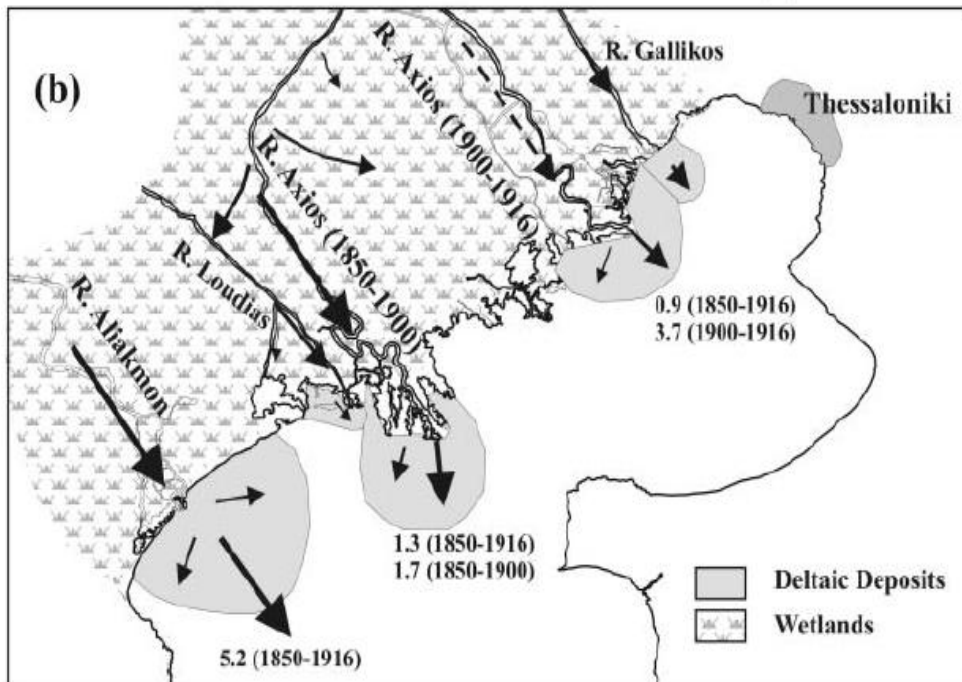 (b)
R. Axios (1900-1916)
R. Gallikos
Thessaloniki
R. Axios (1850-1900)
R. Loudias
R. Aliakmon
0.9 (1850-1916)
3.7 (1900-1916)
1.3 (1850-1916)
1.7 (1850-1900)
5.2 (1850-1916)
Deltaic Deposits
Wetlands